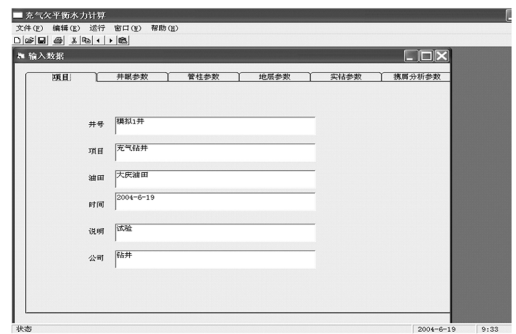 充气欠平衡水力计算
文件(F) 编辑(E) 运行 窗口(W) 帮助(H)
输入数据
项目 井眼参数 管柱参数 地层参数 实钻参数 携屑分析参数
井号 模拟1井
项目 充气钻井
油田 大庆油田
时间 2004-6-19
说明 试验
公司 钻井
状态 2004-6-19 9:33